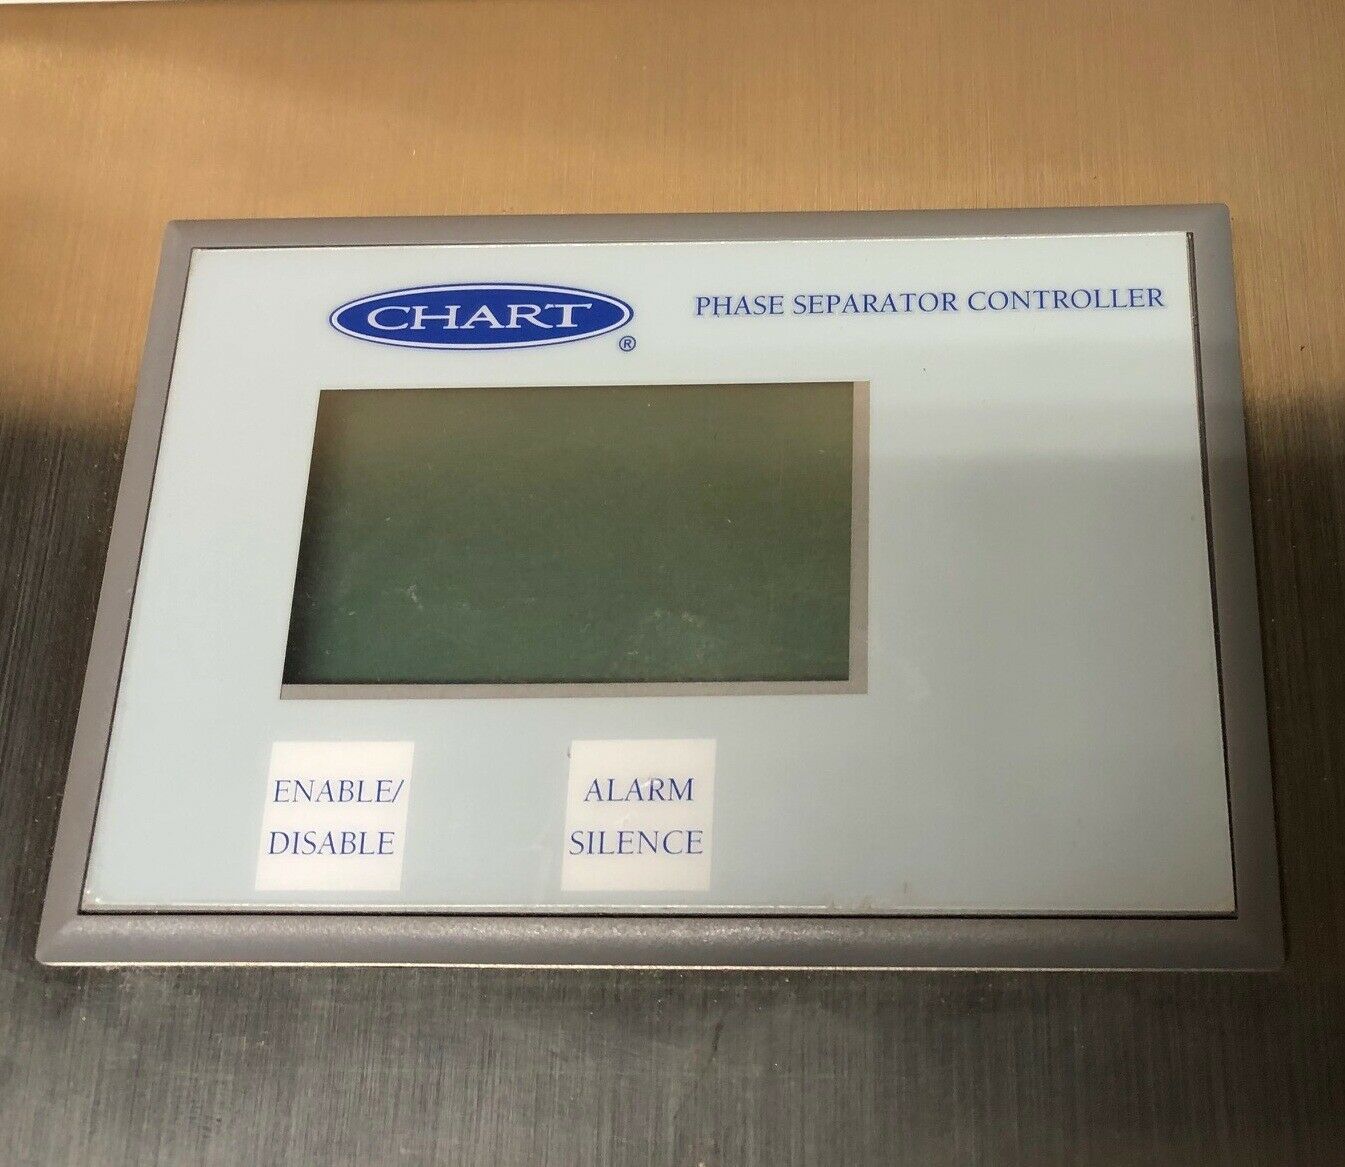 CHART
®
PHASE SEPARATOR CONTROLLER
ENABLE/
DISABLE
ALARM
SILENCE